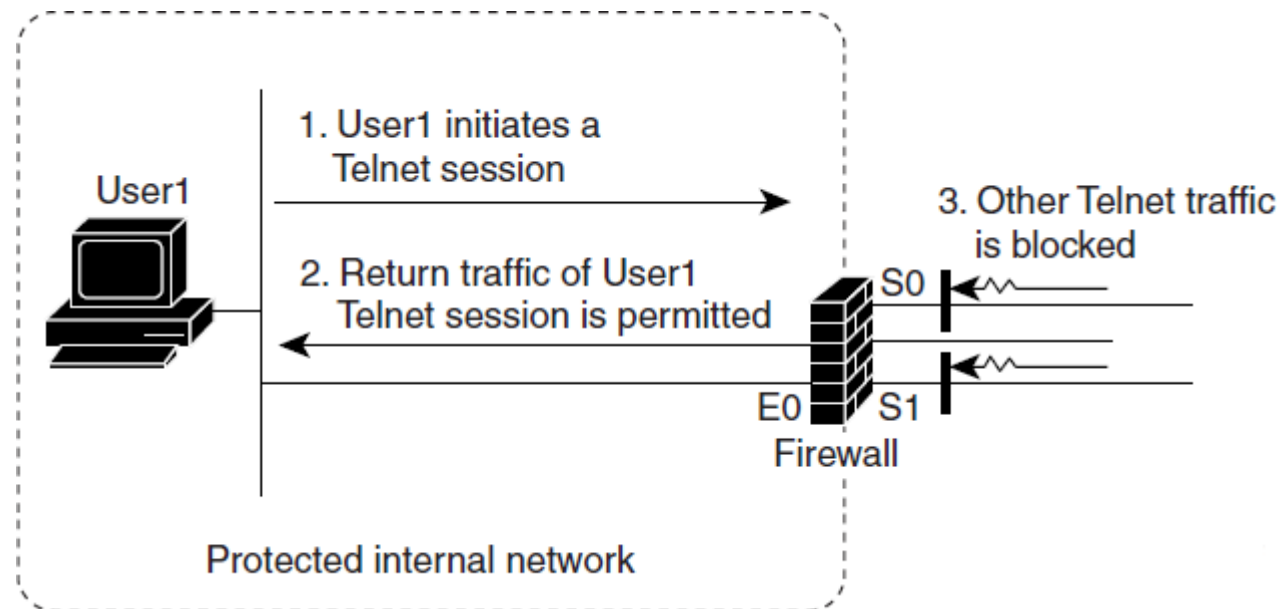 1. User1 initiates a
Telnet session
User1
3. Other Telnet traffic
is blocked
2. Return traffic of User1
Telnet session is permitted
S0
E0
S1
Firewall
Protected internal network